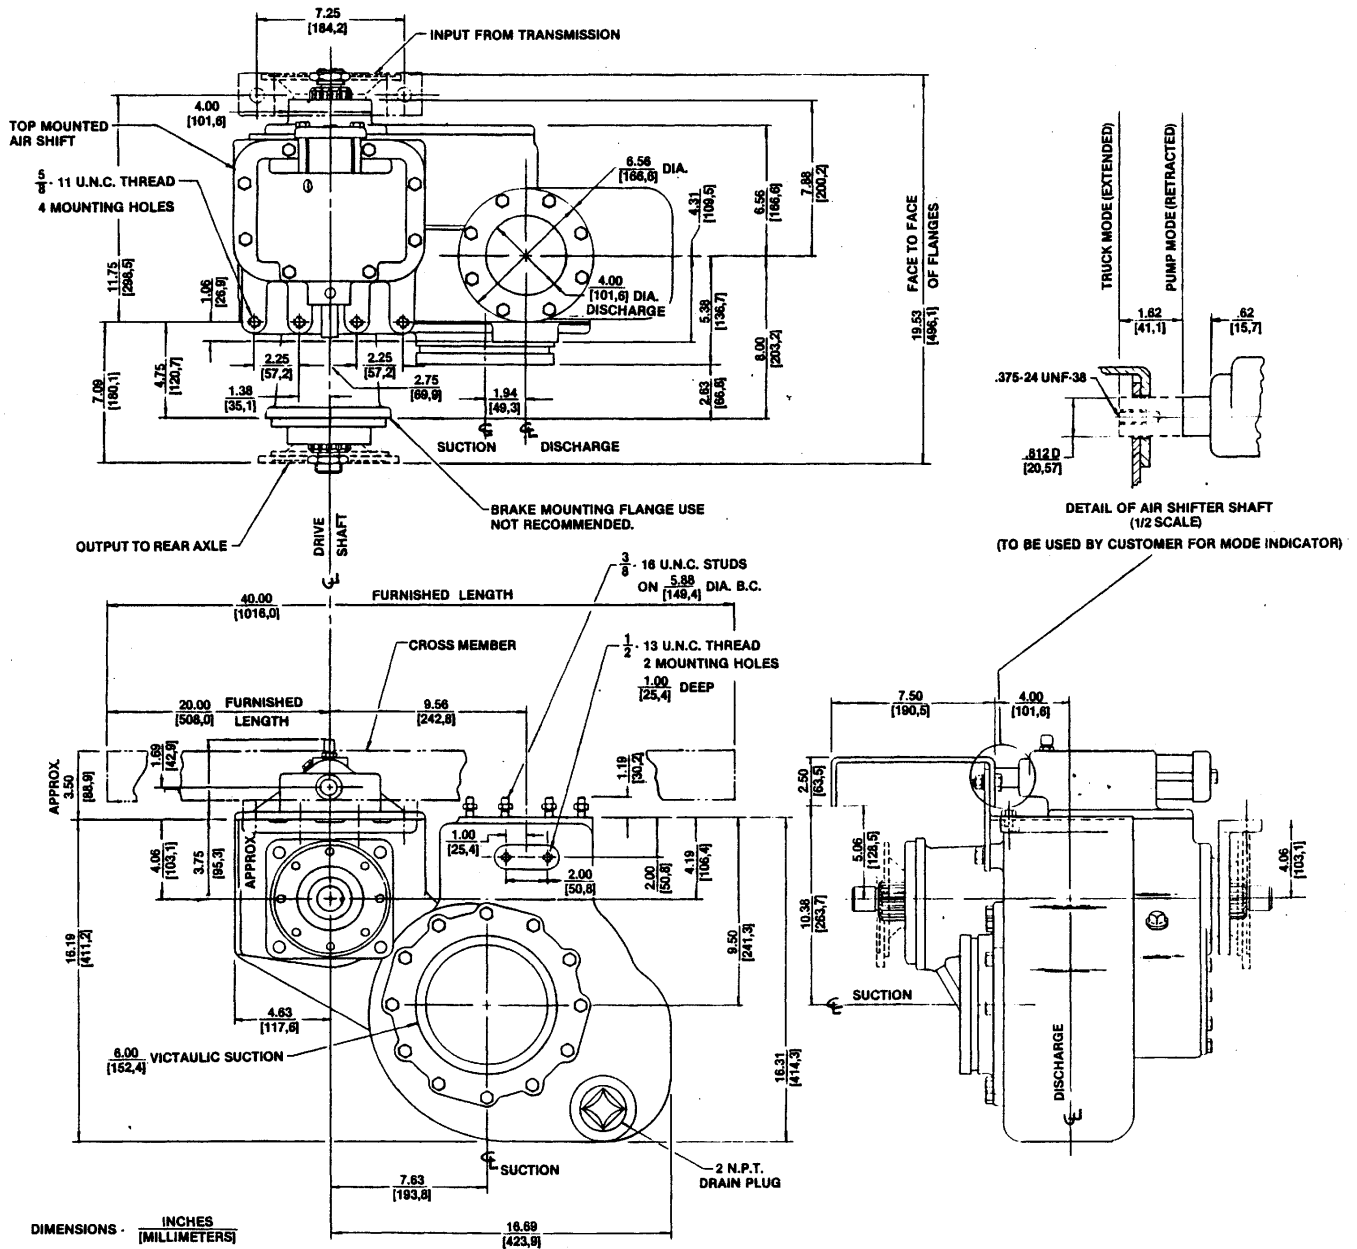 7.25
[184,2]
INPUT FROM TRANSMISSION
4.00
[101,6]
TOP MOUNTED
AIR SHIFT
5/8 - 11 U.N.C. THREAD
4 MOUNTING HOLES
11.75
[298,5]
1.06
[26,9]
7.09
[180,1]
4.75
[120,7]
2.25
[57,2]
2.25
[57,2]
1.38
[35,1]
2.75
[69,9]
1.94
[49,3]
6.56
[166,6] DIA.
4.00
[101,6] DIA.
DISCHARGE
4.31
[109,5]
6.56
[166,6]
7.88
[200,2]
5.38
[136,7]
8.00
[203,2]
2.63
[66,8]
FACE TO FACE
OF FLANGES
19.53
[496,1]
SUCTION
DISCHARGE
BRAKE MOUNTING FLANGE USE
NOT RECOMMENDED.
OUTPUT TO REAR AXLE
DRIVE
SHAFT
TRUCK MODE (EXTENDED)
PUMP MODE (RETRACTED)
1.62
[41,1]
.62
[15,7]
.375-24 UNF-38
.812D
[20,57]
DETAIL OF AIR SHIFTER SHAFT
(1/2 SCALE)
(TO BE USED BY CUSTOMER FOR MODE INDICATOR)
3/8 - 16 U.N.C. STUDS
ON 5.88 [149,4] DIA. B.C.
40.00
[1016,0]
FURNISHED LENGTH
CROSS MEMBER
1/2 - 13 U.N.C. THREAD
2 MOUNTING HOLES
1.00
[25,4] DEEP
20.00
[508,0]
FURNISHED
LENGTH
9.56
[242,8]
APPROX.
3.50
[88,9]
1.69
[42,9]
1.19
[30,2]
4.06
[103,1]
3.75
[95,3]
APPROX.
1.00
[25,4]
2.00
[50,8]
2.00
[50,8]
4.19
[106,4]
16.19
[411,2]
9.50
[241,3]
16.31
[414,3]
4.63
[117,6]
6.00
[152,4] VICTAULIC SUCTION
SUCTION
7.63
[193,8]
2 N.P.T.
DRAIN PLUG
16.69
[423,9]
7.50
[190,5]
4.00
[101,6]
2.50
[63,5]
5.06
[128,5]
10.38
[263,7]
4.06
[103,1]
SUCTION
DISCHARGE
DIMENSIONS - INCHES
[MILLIMETERS]